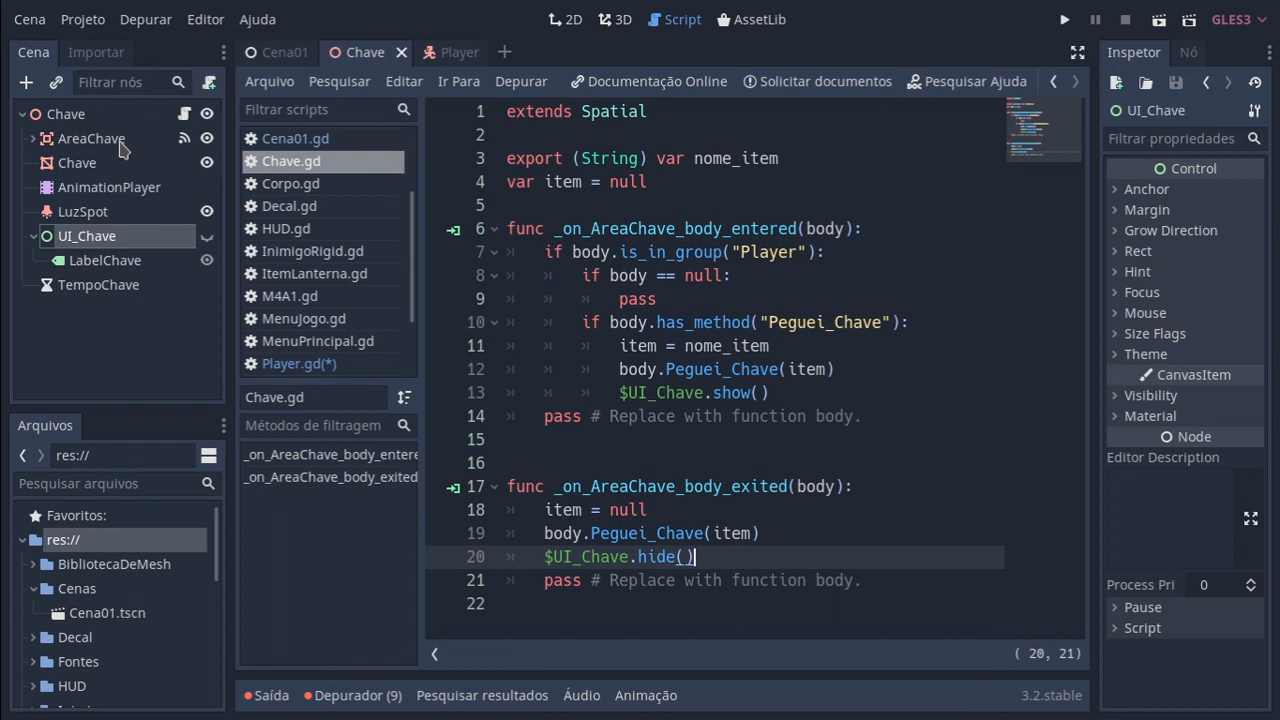 Cena Projeto Depurar Editor Ajuda 2D 3D Script AssetLib GLES3
Cena Importar
Filtrar nós
Chave
AreaChave
Chave
AnimationPlayer
LuzSpot
UI_Chave
LabelChave
TempoChave
Arquivos
res://
Pesquisar arquivos
Favoritos:
res://
BibliotecaDeMesh
Cenas
Cena01.tscn
Decal
Fontes
HUD
Cena01 Chave Player
Arquivo Pesquisar Editar Ir Para Depurar Documentação Online Solicitar documentos Pesquisar Ajuda
Filtrar scripts
Cena01.gd
Chave.gd
Corpo.gd
Decal.gd
HUD.gd
InimigoRigid.gd
ItemLanterna.gd
M4A1.gd
MenuJogo.gd
MenuPrincipal.gd
Player.gd(*)
Chave.gd
Métodos de filtragem
_on_AreaChave_body_entere
_on_AreaChave_body_exited
1 extends Spatial
2
3 export (String) var nome_item
4 var item = null
5
6 func _on_AreaChave_body_entered(body):
7 if body.is_in_group("Player"):
8 if body == null:
9 pass
10 if body.has_method("Peguei_Chave"):
11 item = nome_item
12 body.Peguei_Chave(item)
13 $UI_Chave.show()
14 pass # Replace with function body.
15
16
17 func _on_AreaChave_body_exited(body):
18 item = null
19 body.Peguei_Chave(item)
20 $UI_Chave.hide()
21 pass # Replace with function body.
22
( 20, 21)
Saída Depurador (9) Pesquisar resultados Áudio Animação 3.2.stable
Inspetor Nó
UI_Chave
Filtrar propriedades
Control
Anchor
Margin
Grow Direction
Rect
Hint
Focus
Mouse
Size Flags
Theme
CanvasItem
Visibility
Material
Node
Editor Description
Process Pri 0
Pause
Script